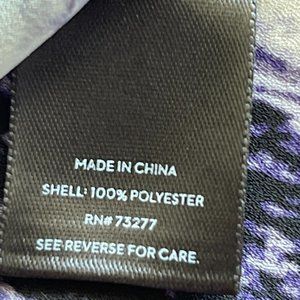 MADE IN CHINA
SHELL: 100% POLYESTER
RN# 73277
SEE REVERSE FOR CARE.